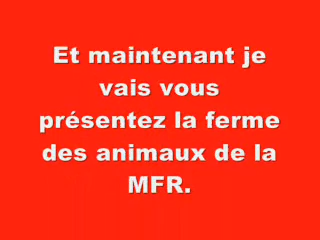 Et maintenant je
vais vous
présentez la ferme
des animaux de la
MFR.